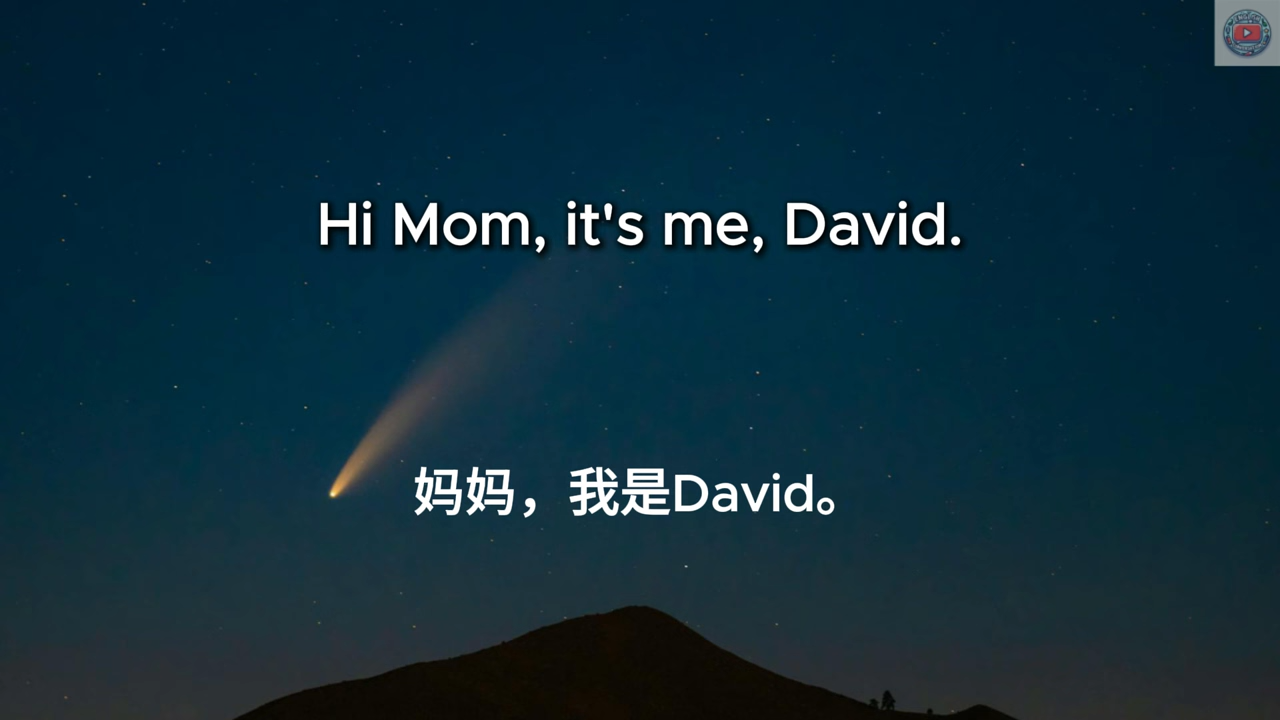 Hi Mom, it's me, David.
妈妈，我是David。